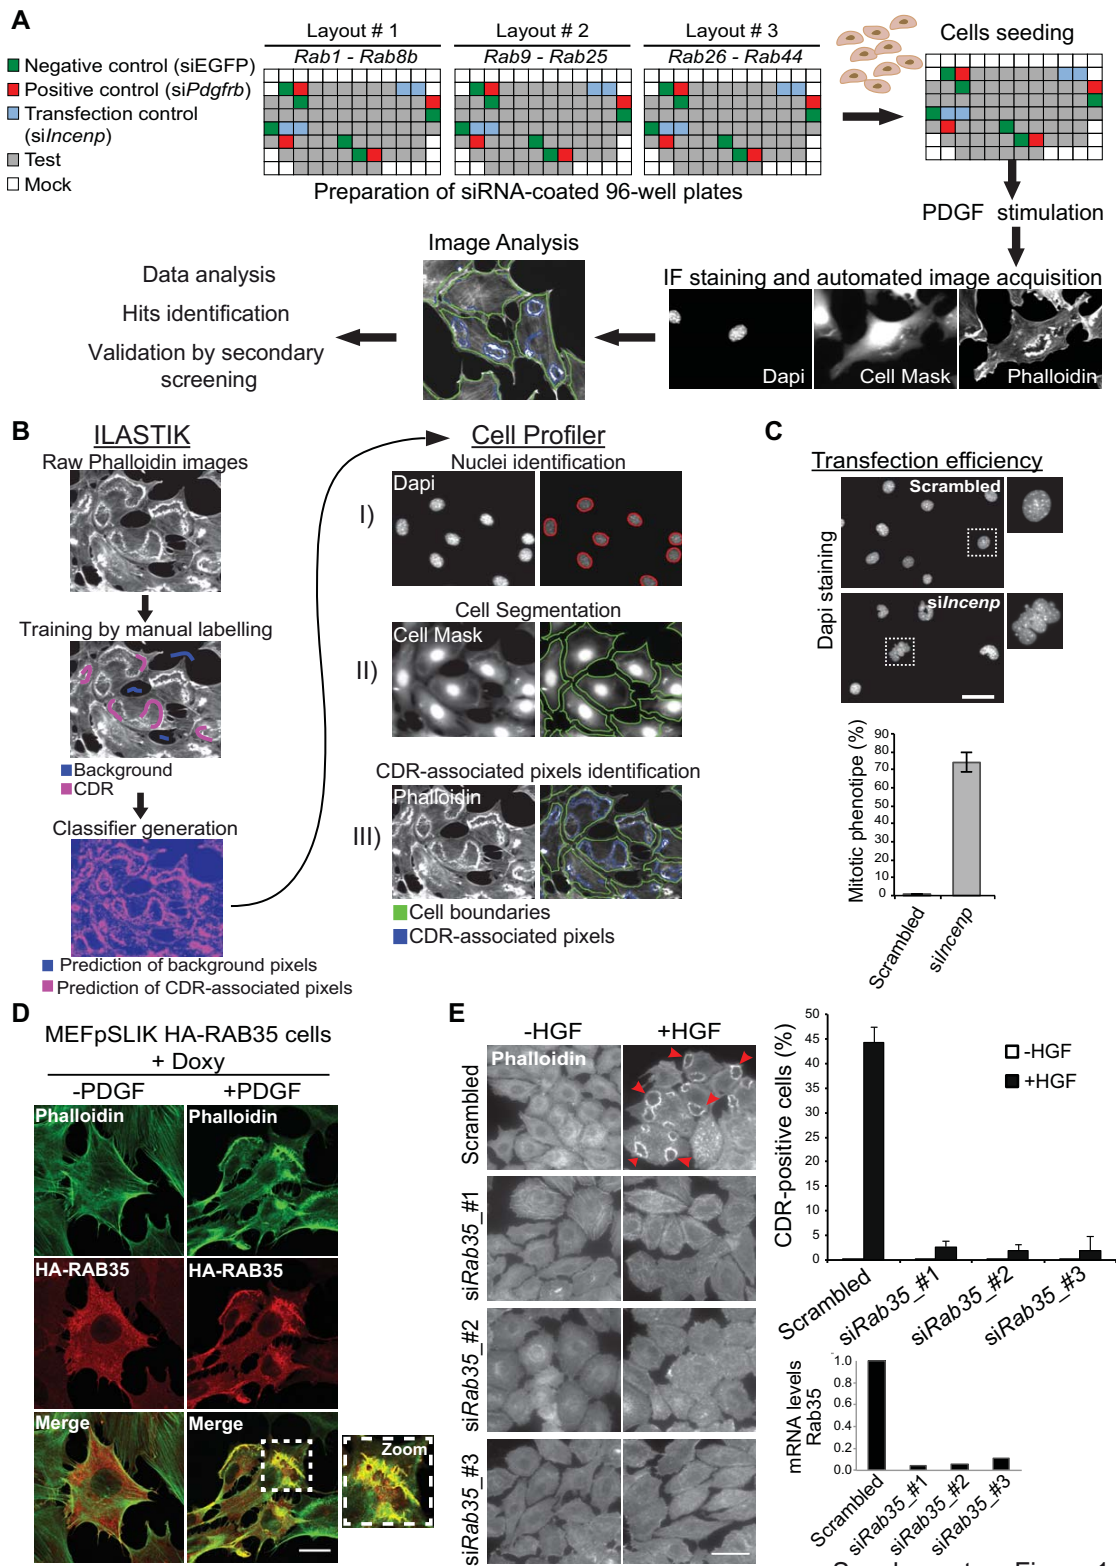 A
Layout # 1
Layout # 2
Layout # 3
Rab1 - Rab8b
Rab9 - Rab25
Rab26 - Rab44
Cells seeding
Negative control (siEGFP)
Positive control (siPdgfrb)
Transfection control
(siIncenp)
Test
Mock
Preparation of siRNA-coated 96-well plates
PDGF stimulation
IF staining and automated image acquisition
Dapi
Cell Mask
Phalloidin
Image Analysis
Data analysis
Hits identification
Validation by secondary
screening
B
ILASTIK
Raw Phalloidin images
Training by manual labelling
Background
CDR
Classifier generation
Prediction of background pixels
Prediction of CDR-associated pixels
Cell Profiler
Nuclei identification
I)
Dapi
Cell Segmentation
II)
Cell Mask
CDR-associated pixels identification
III)
Phalloidin
Cell boundaries
CDR-associated pixels
C
Transfection efficiency
Dapi staining
Scrambled
siIncenp
Mitotic phenotipe (%)
90
80
70
60
50
40
30
20
10
0
Scrambled
siIncenp
D
MEFpSLIK HA-RAB35 cells
+ Doxy
-PDGF
+PDGF
Phalloidin
Phalloidin
HA-RAB35
HA-RAB35
Merge
Merge
Zoom
E
-HGF
+HGF
Phalloidin
Scrambled
siRab35_#1
siRab35_#2
siRab35_#3
CDR-positive cells (%)
50
45
40
35
30
25
20
15
10
5
0
-HGF
+HGF
Scrambled
siRab35_#1
siRab35_#2
siRab35_#3
mRNA levels
Rab35
1.0
0.8
0.6
0.4
0.2
0.0
Scrambled
siRab35_#1
siRab35_#2
siRab35_#3